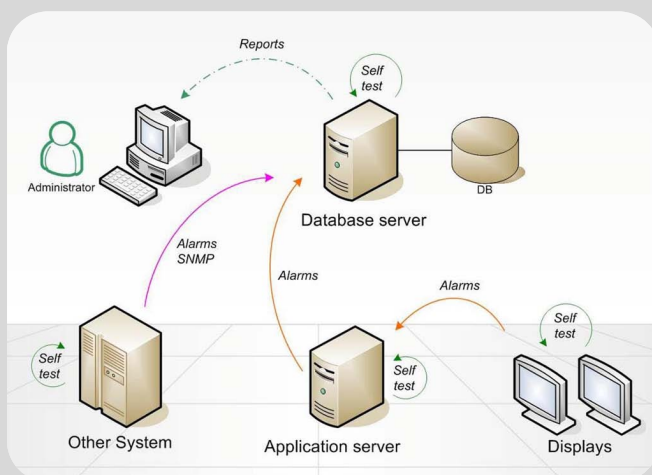 Reports
Self
test
Administrator
DB
Database server
Alarms
SNMP
Alarms
Alarms
Self
test
Self
test
Self
test
Other System
Application server
Displays